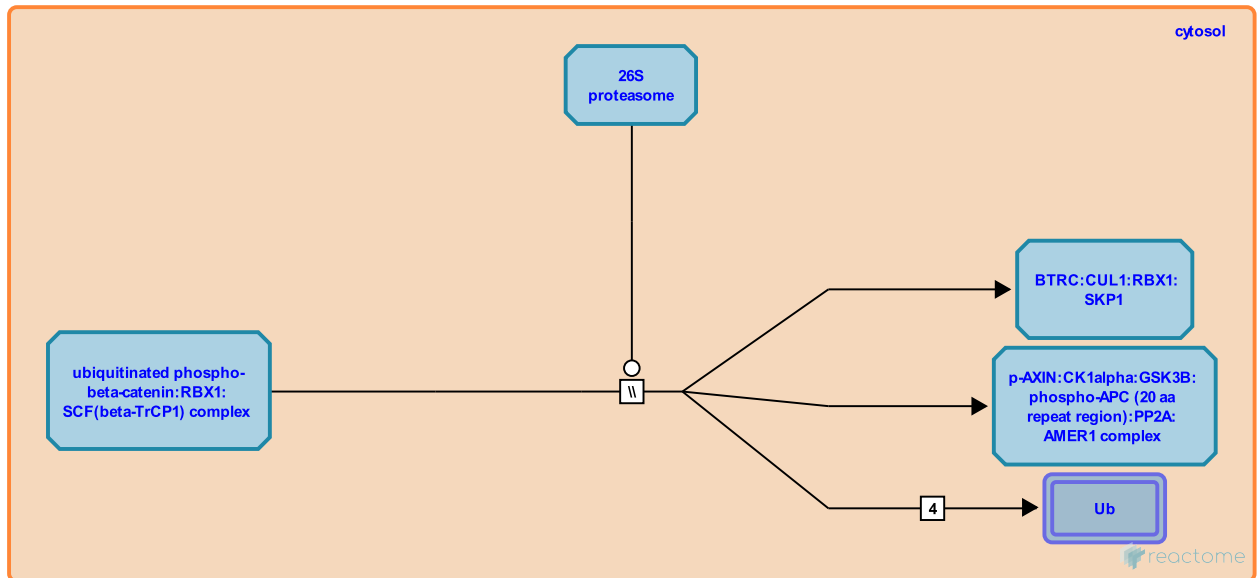 cytosol
26S
proteasome
BTRC:CUL1:RBX1:
SKP1
ubiquitinated phospho-
beta-catenin:RBX1:
SCF(beta-TrCP1) complex
\\
p-AXIN:CK1alpha:GSK3B:
phospho-APC (20 aa
repeat region):PP2A:
AMER1 complex
4
Ub
reactome